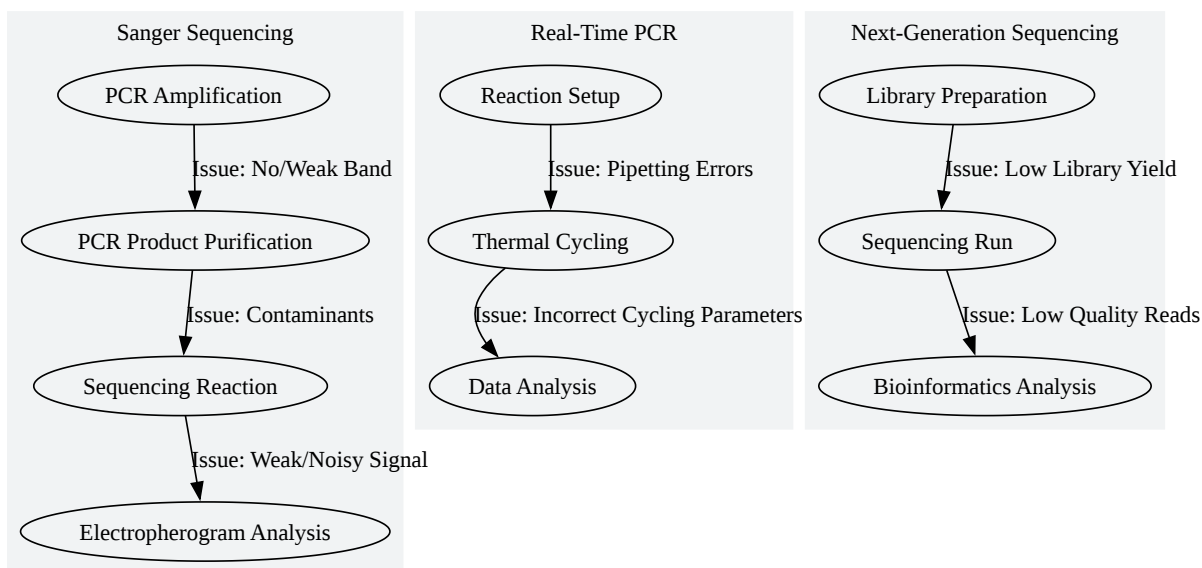 Sanger Sequencing
PCR Amplification
Issue: No/Weak Band
PCR Product Purification
Issue: Contaminants
Sequencing Reaction
Issue: Weak/Noisy Signal
Electropherogram Analysis
Real-Time PCR
Reaction Setup
Issue: Pipetting Errors
Thermal Cycling
Issue: Incorrect Cycling Parameters
Data Analysis
Next-Generation Sequencing
Library Preparation
Issue: Low Library Yield
Sequencing Run
Issue: Low Quality Reads
Bioinformatics Analysis